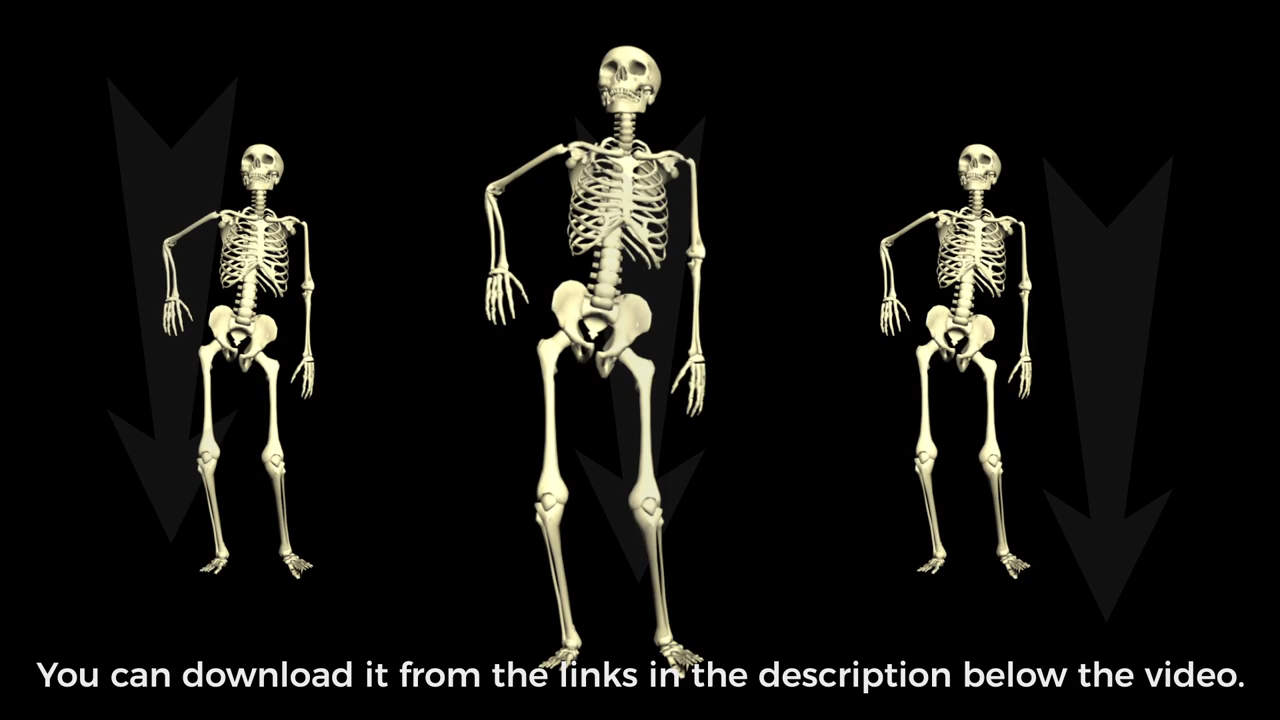 You can download it from the links in the description below the video.